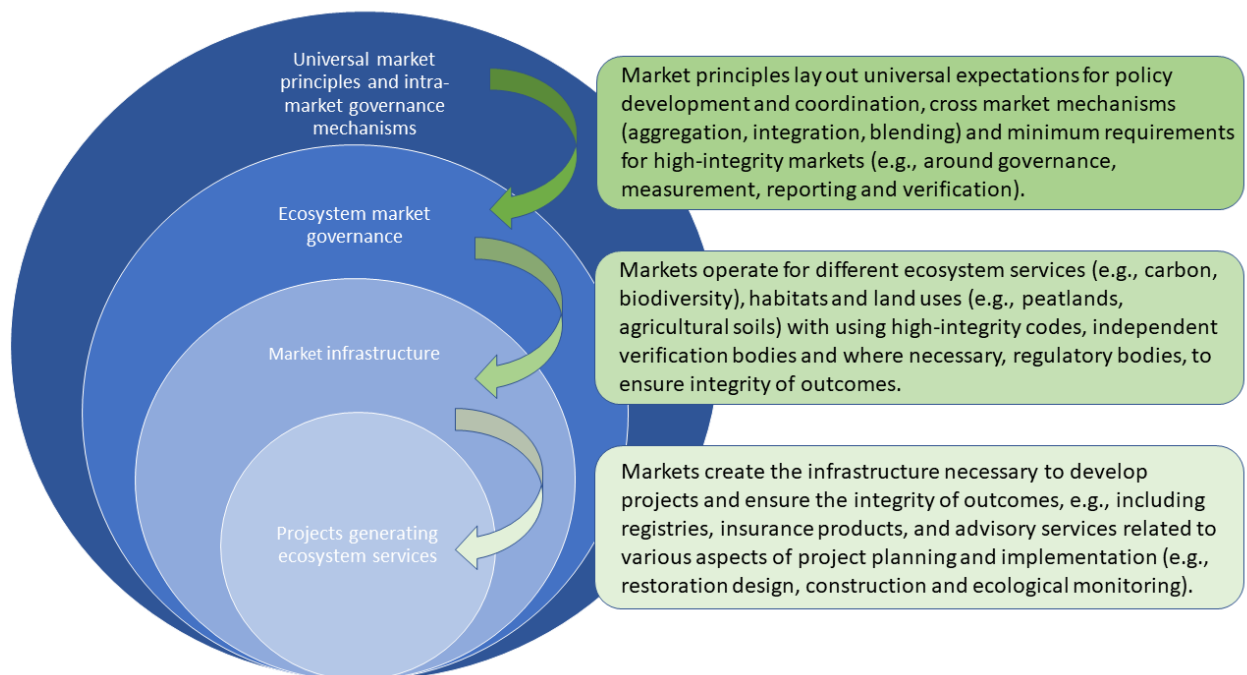 Universal market
principles and intra-
market governance
mechanisms
Market principles lay out universal expectations for policy
development and coordination, cross market mechanisms
(aggregation, integration, blending) and minimum requirements
for high-integrity markets (e.g., around governance,
measurement, reporting and verification).
Ecosystem market
governance
Markets operate for different ecosystem services (e.g., carbon,
biodiversity), habitats and land uses (e.g., peatlands,
agricultural soils) with using high-integrity codes, independent
verification bodies and where necessary, regulatory bodies, to
ensure integrity of outcomes.
Market infrastructure
Markets create the infrastructure necessary to develop
projects and ensure the integrity of outcomes, e.g., including
registries, insurance products, and advisory services related to
various aspects of project planning and implementation (e.g.,
restoration design, construction and ecological monitoring).
Projects generating
ecosystem services